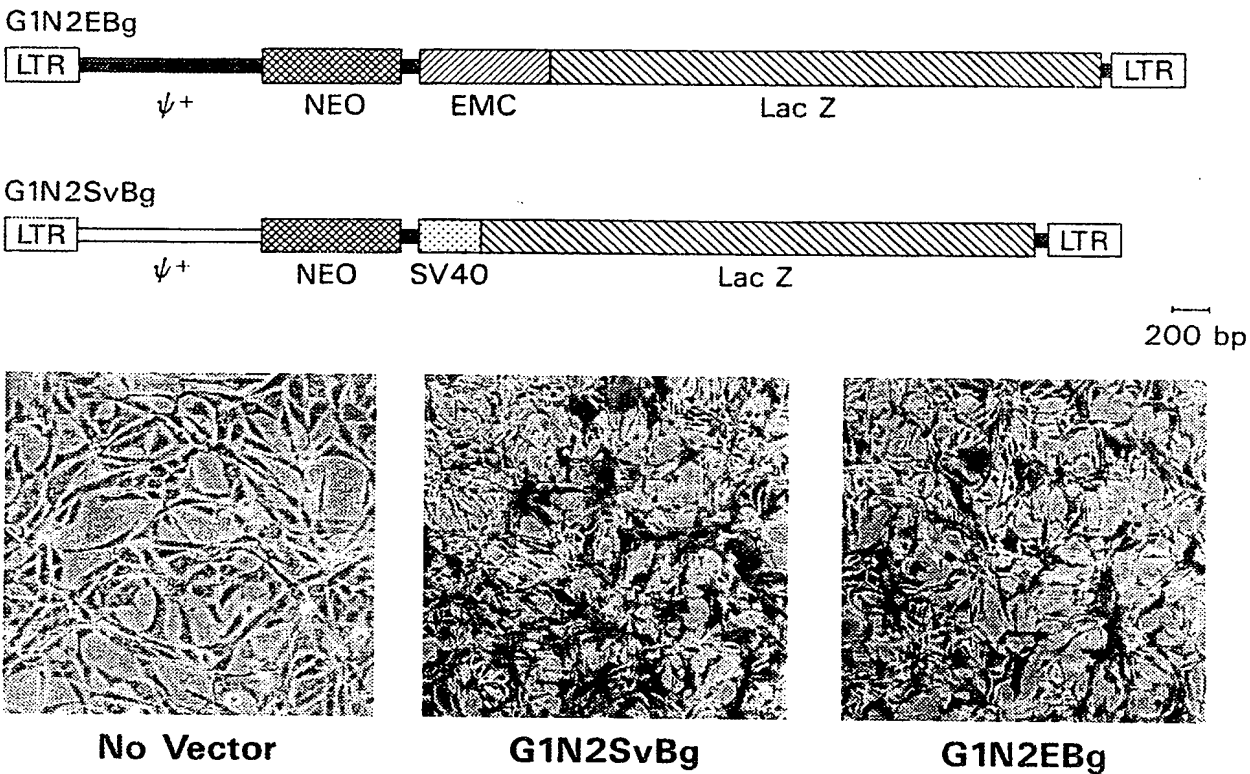 G1N2EBg
LTR LTR
ψ+ NEO EMC Lac Z
G1N2SvBg
LTR LTR
ψ+ NEO SV40 Lac Z
200 bp
No Vector G1N2SvBg G1N2EBg